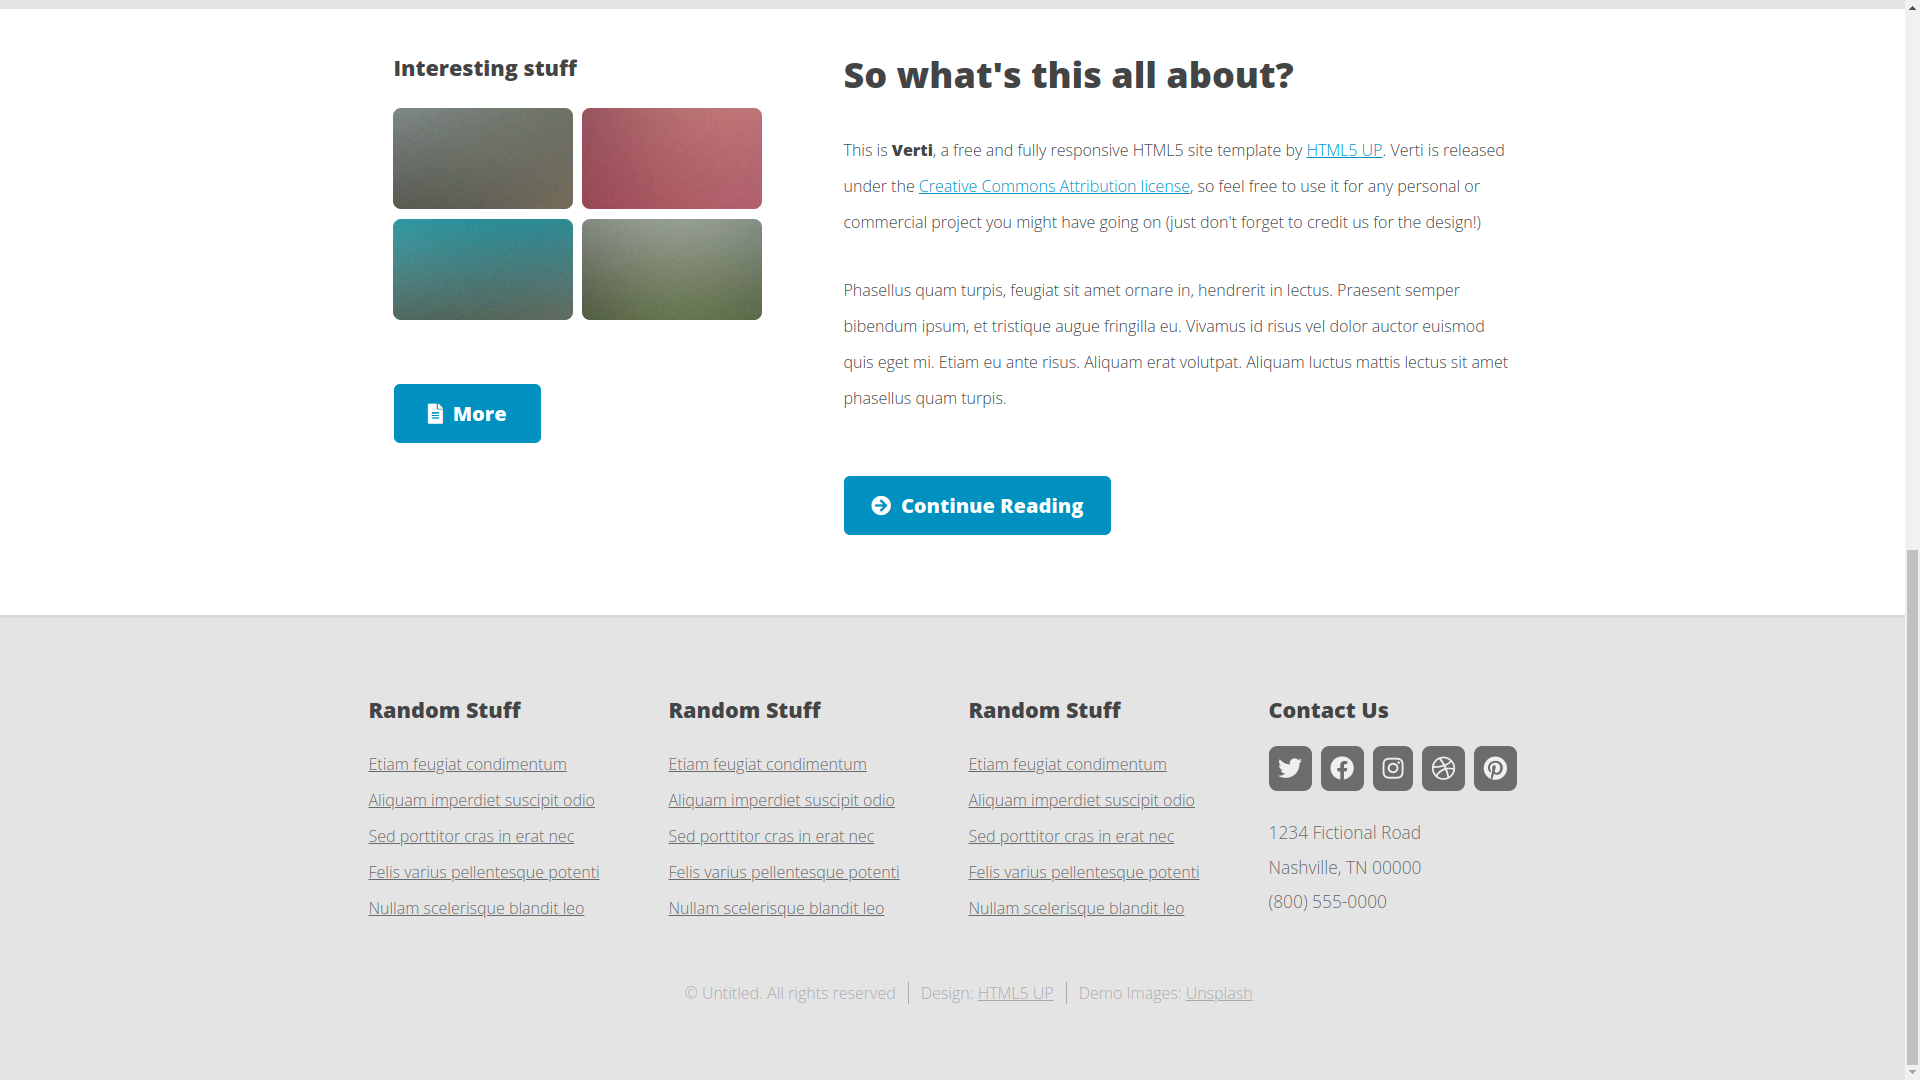 Interesting stuff
More
So what's this all about?
This is Verti, a free and fully responsive HTML5 site template by HTML5 UP. Verti is released
under the Creative Commons Attribution license, so feel free to use it for any personal or
commercial project you might have going on (just don't forget to credit us for the design!)
Phasellus quam turpis, feugiat sit amet ornare in, hendrerit in lectus. Praesent semper
bibendum ipsum, et tristique augue fringilla eu. Vivamus id risus vel dolor auctor euismod
quis eget mi. Etiam eu ante risus. Aliquam erat volutpat. Aliquam luctus mattis lectus sit amet
phasellus quam turpis.
Continue Reading
Random Stuff
Etiam feugiat condimentum
Aliquam imperdiet suscipit odio
Sed porttitor cras in erat nec
Felis varius pellentesque potenti
Nullam scelerisque blandit leo
Random Stuff
Etiam feugiat condimentum
Aliquam imperdiet suscipit odio
Sed porttitor cras in erat nec
Felis varius pellentesque potenti
Nullam scelerisque blandit leo
Random Stuff
Etiam feugiat condimentum
Aliquam imperdiet suscipit odio
Sed porttitor cras in erat nec
Felis varius pellentesque potenti
Nullam scelerisque blandit leo
Contact Us
1234 Fictional Road
Nashville, TN 00000
(800) 555-0000
© Untitled. All rights reserved
Design: HTML5 UP
Demo Images: Unsplash